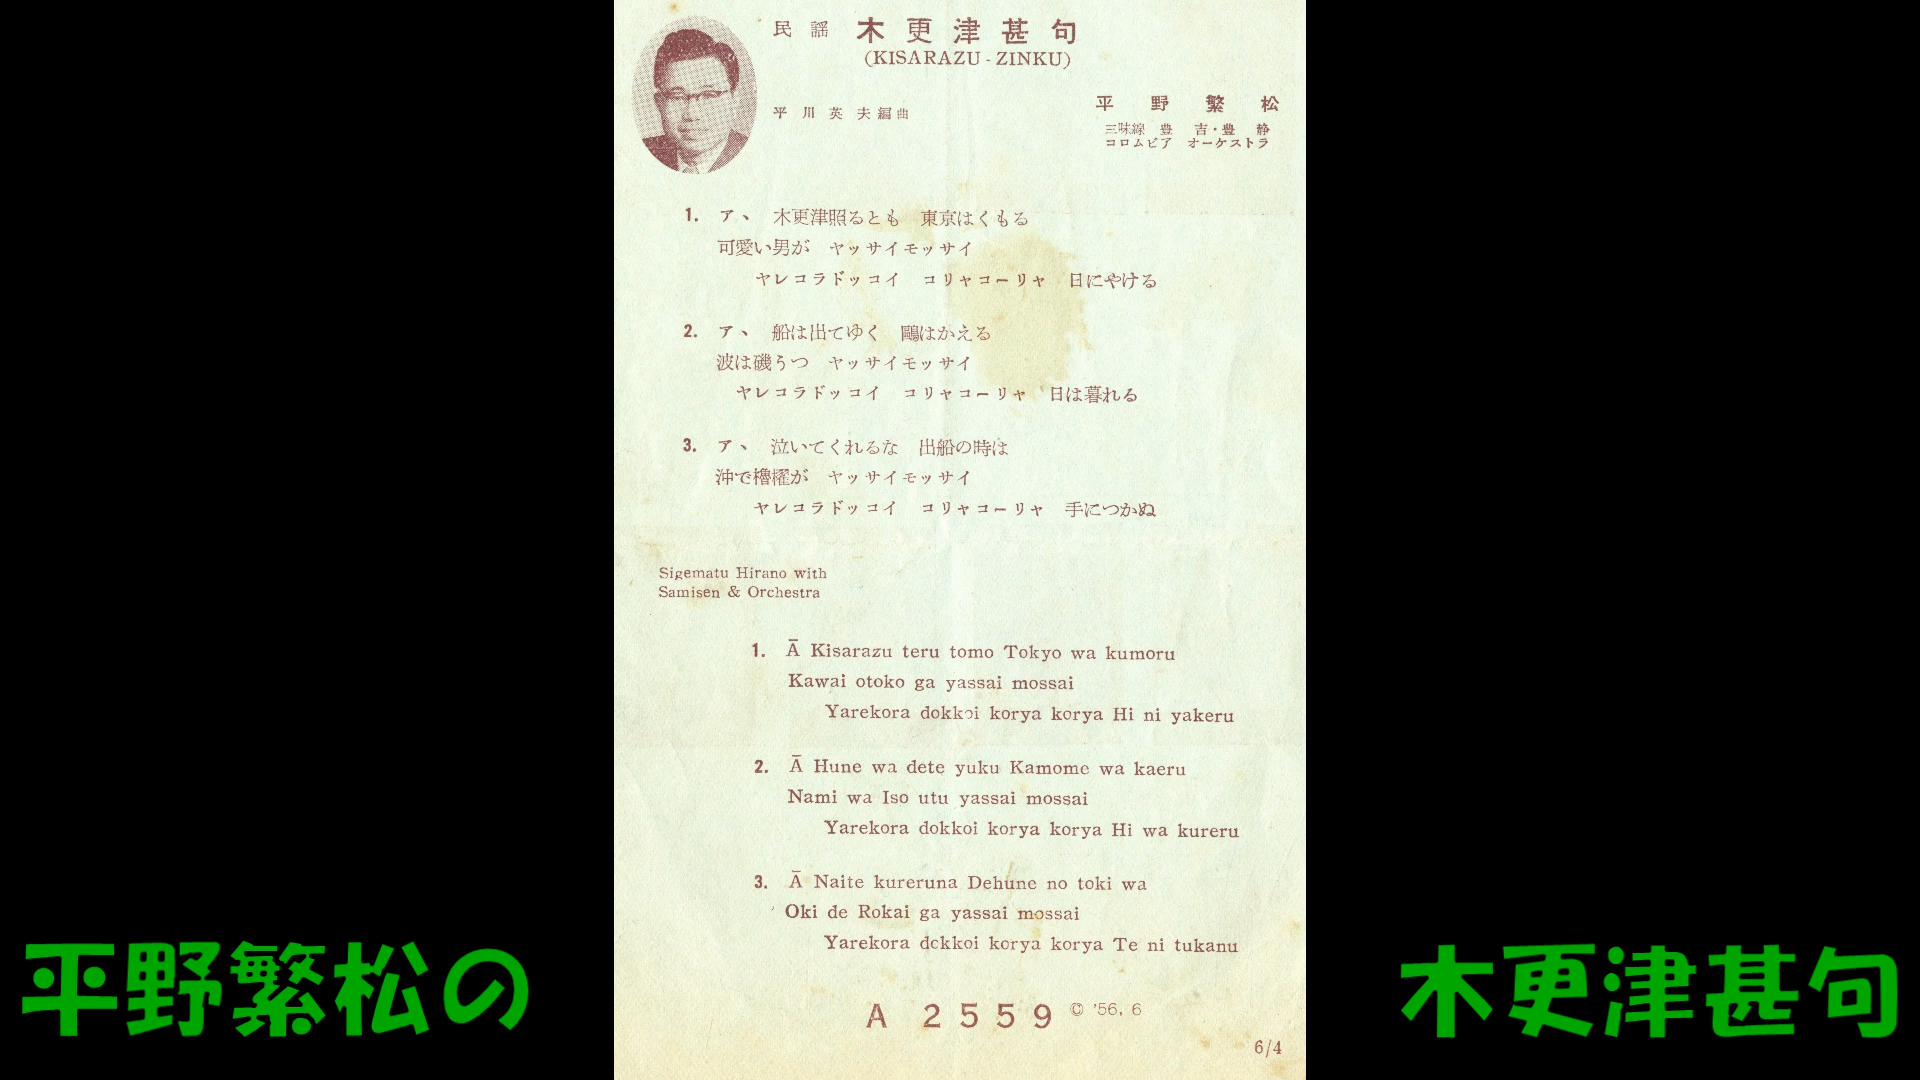 民謡 木更津甚句
(KISARAZU-ZINKU)
平川英夫編曲
平野繁松
三味線 豊吉・豊静
コロムビア オーケストラ
1. ア、 木更津照るとも 東京はくもる
可愛い男が ヤッサイモッサイ
ヤレコラドッコイ コリャコーリャ 日にやける
2. ア、 船は出てゆく 鷗はかえる
波は磯うつ ヤッサイモッサイ
ヤレコラドッコイ コリャコーリャ 日は暮れる
3. ア、 泣いてくれるな 出船の時は
沖で櫓櫂が ヤッサイモッサイ
ヤレコラドッコイ コリャコーリャ 手につかぬ
Sigematu Hirano with
Samisen & Orchestra
1. Ā Kisarazu teru tomo Tokyo wa kumoru
Kawai otoko ga yassai mossai
Yarekora dokkoi korya korya Hi ni yakeru
2. Ā Hune wa dete yuku Kamome wa kaeru
Nami wa Iso utu yassai mossai
Yarekora dokkoi korya korya Hi wa kureru
3. Ā Naite kureruna Dehune no toki wa
Oki de Rokai ga yassai mossai
Yarekora dokkoi korya korya Te ni tukanu
A 2559 © '56, 6
6/4
平野繁松の
木更津甚句